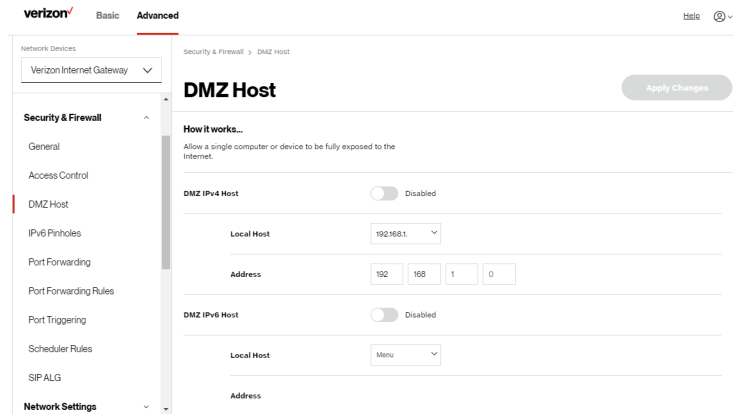 verizon✓
Basic
Advanced
Help
Network Devices
Verizon Internet Gateway
Security & Firewall
General
Access Control
DMZ Host
IPv6 Pinholes
Port Forwarding
Port Forwarding Rules
Port Triggering
Scheduler Rules
SIP ALG
Network Settings
Security & Firewall > DMZ Host
DMZ Host
Apply Changes
How it works...
Allow a single computer or device to be fully exposed to the
Internet.
DMZ IPv4 Host
Disabled
Local Host
192.168.1.
Address
192 168 1 0
DMZ IPv6 Host
Disabled
Local Host
Menu
Address